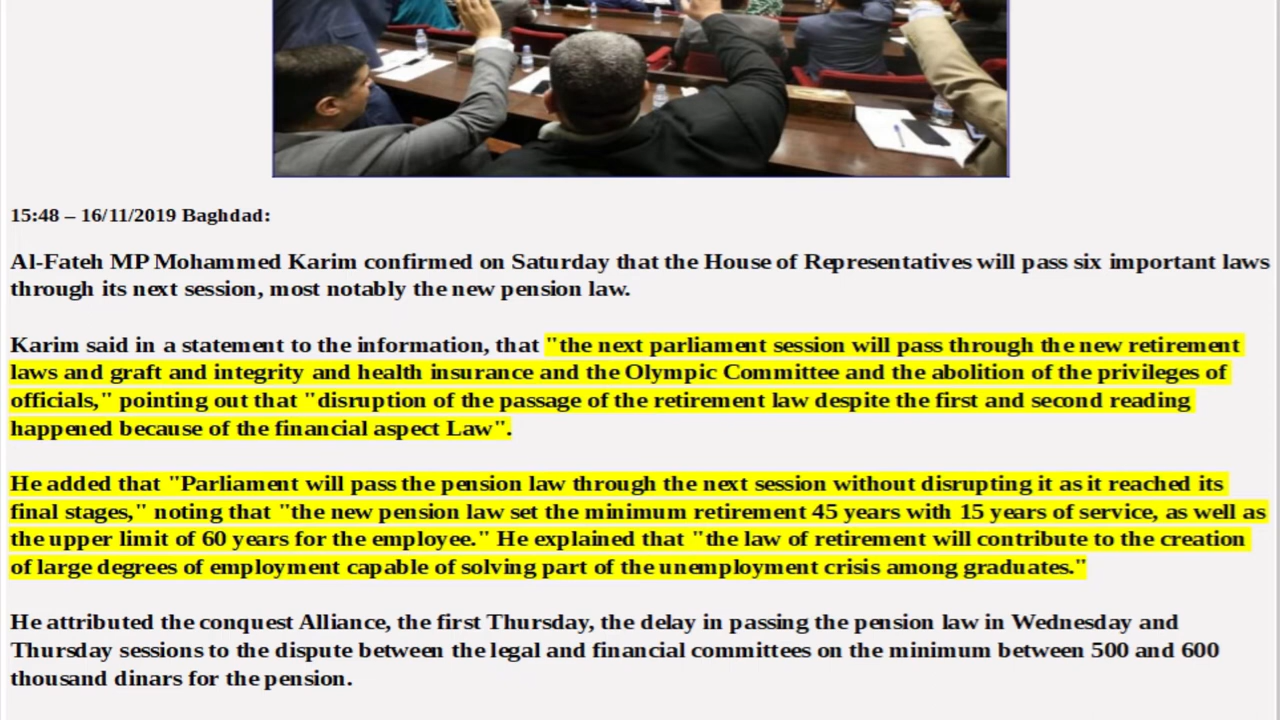 15:48 – 16/11/2019 Baghdad:
Al-Fateh MP Mohammed Karim confirmed on Saturday that the House of Representatives will pass six important laws
through its next session, most notably the new pension law.
Karim said in a statement to the information, that "the next parliament session will pass through the new retirement
laws and graft and integrity and health insurance and the Olympic Committee and the abolition of the privileges of
officials," pointing out that "disruption of the passage of the retirement law despite the first and second reading
happened because of the financial aspect Law".
He added that "Parliament will pass the pension law through the next session without disrupting it as it reached its
final stages," noting that "the new pension law set the minimum retirement 45 years with 15 years of service, as well as
the upper limit of 60 years for the employee." He explained that "the law of retirement will contribute to the creation
of large degrees of employment capable of solving part of the unemployment crisis among graduates."
He attributed the conquest Alliance, the first Thursday, the delay in passing the pension law in Wednesday and
Thursday sessions to the dispute between the legal and financial committees on the minimum between 500 and 600
thousand dinars for the pension.